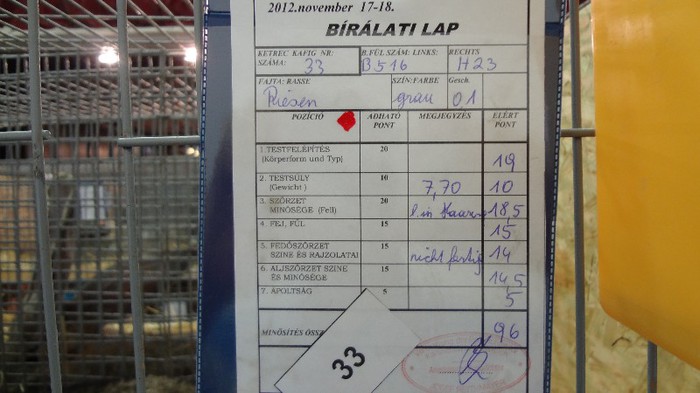 2012.november 17-18.
BÍRÁLATI LAP
KETREC KAFIG NR: SZÁMA: 33 B.FÜL.SZÁM: LINKS: B516 RECHTS H23
FAJTA: RASSE Riesen SZÍN: FARBE grau Gesch. 01
POZÍCIÓ ADHATÓ PONT MEGJEGYZÉS ELÉRT PONT
1. TESTFELÉPÍTÉS (Körperform und Typ) 20 19
2. TESTSÚLY (Gewicht) 10 7,70 10
3. SZŐRZET MINŐSÉGE (Fell) 20 18,5
4. FEJ, FÜL 15 15
5. FEDŐSZŐRZET SZINE ÉS RAJZOLATAI 15 nicht fertig 14
6. ALJSZŐRZET SZINE ÉS MINŐSÉGE 15 14,5
7. ÁPOLTSÁG 5 5
MINŐSÍTÉS ÖSSZ 96
33